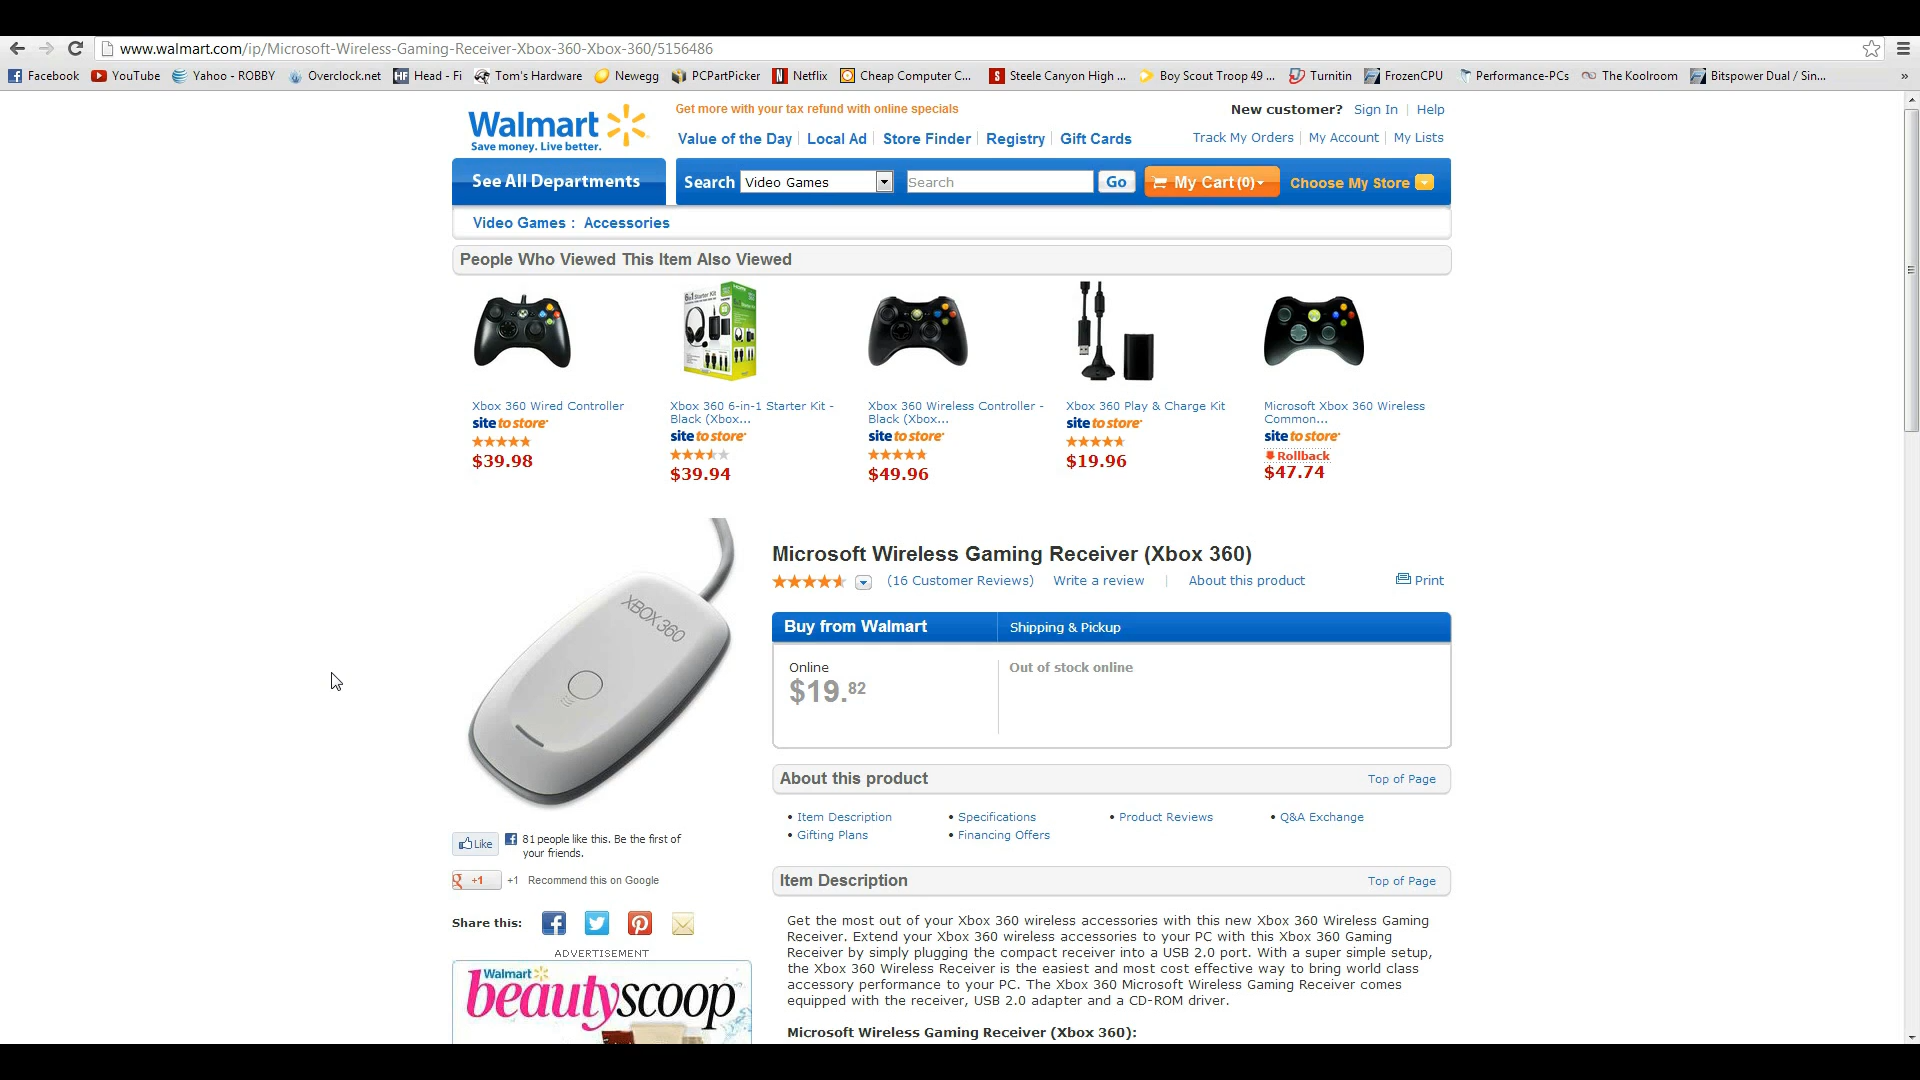 www.walmart.com/ip/Microsoft-Wireless-Gaming-Receiver-Xbox-360-Xbox-360/5156486
Facebook YouTube Yahoo - ROBBY Overclock.net Head - Fi Tom's Hardware Newegg PCPartPicker Netflix Cheap Computer C... Steele Canyon High ... Boy Scout Troop 49 ... Turnitin FrozenCPU Performance-PCs The Koolroom Bitspower Dual / Sin... »
Walmart
Save money. Live better.
Get more with your tax refund with online specials
New customer? Sign In | Help
Value of the Day | Local Ad | Store Finder | Registry | Gift Cards
Track My Orders | My Account | My Lists
See All Departments
Search Video Games Search Go My Cart (0) Choose My Store
Video Games : Accessories
People Who Viewed This Item Also Viewed
Xbox 360 Wired Controller
site to store
$39.98
Xbox 360 6-in-1 Starter Kit -
Black (Xbox...
site to store
$39.94
Xbox 360 Wireless Controller -
Black (Xbox...
site to store
$49.96
Xbox 360 Play & Charge Kit
site to store
$19.96
Microsoft Xbox 360 Wireless
Common...
site to store
Rollback
$47.74
XBOX 360
Microsoft Wireless Gaming Receiver (Xbox 360)
(16 Customer Reviews) Write a review | About this product Print
Buy from Walmart Shipping & Pickup
Online Out of stock online
$19.82
About this product Top of Page
• Item Description • Specifications • Product Reviews • Q&A Exchange
• Gifting Plans • Financing Offers
Like 81 people like this. Be the first of
your friends.
+1 +1 Recommend this on Google
Share this:
ADVERTISEMENT
Walmart
beautyscoop
Item Description Top of Page
Get the most out of your Xbox 360 wireless accessories with this new Xbox 360 Wireless Gaming
Receiver. Extend your Xbox 360 wireless accessories to your PC with this Xbox 360 Gaming
Receiver by simply plugging the compact receiver into a USB 2.0 port. With a super simple setup,
the Xbox 360 Wireless Receiver is the easiest and most cost effective way to bring world class
accessory performance to your PC. The Xbox 360 Microsoft Wireless Gaming Receiver comes
equipped with the receiver, USB 2.0 adapter and a CD-ROM driver.
Microsoft Wireless Gaming Receiver (Xbox 360):